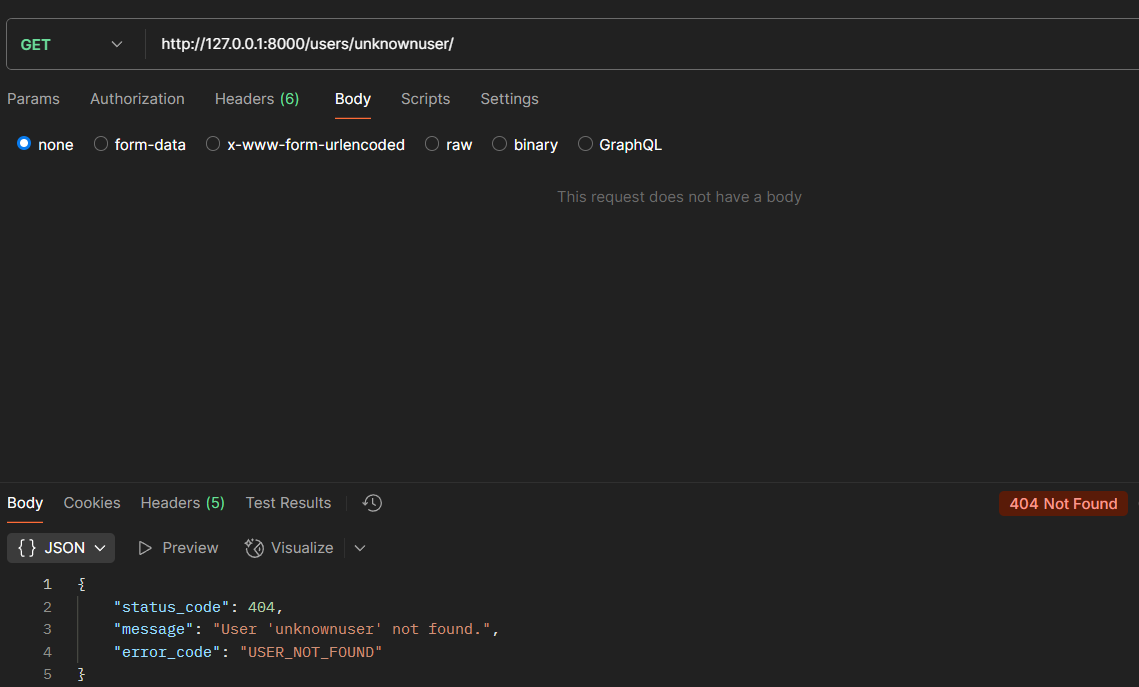 GET http://127.0.0.1:8000/users/unknownuser/
Params Authorization Headers (6) Body Scripts Settings
none form-data x-www-form-urlencoded raw binary GraphQL
This request does not have a body
Body Cookies Headers (5) Test Results 404 Not Found
{} JSON Preview Visualize
1 {
2 "status_code": 404,
3 "message": "User 'unknownuser' not found.",
4 "error_code": "USER_NOT_FOUND"
5 }